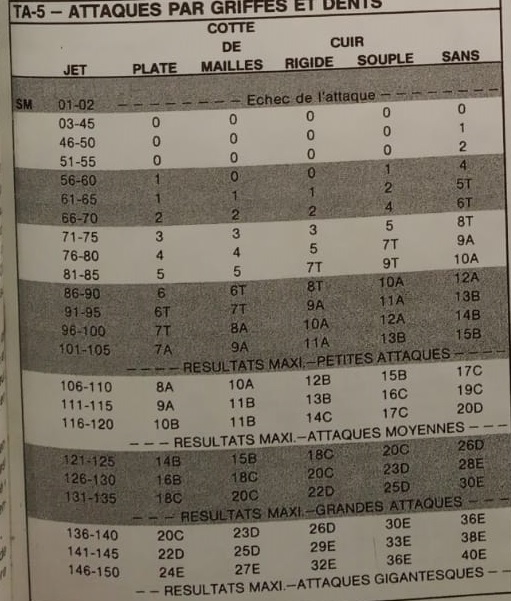 TA-5 – ATTAQUES PAR GRIFFES ET DENTS
COTTE
DE CUIR
JET PLATE MAILLES RIGIDE SOUPLE SANS
SM 01-02 – – – – – – – – Echec de l'attaque – – – – – – – –
03-45 0 0 0 0 0
46-50 0 0 0 0 1
51-55 0 0 0 0 2
56-60 1 0 0 1 4
61-65 1 1 1 2 5T
66-70 2 2 2 4 6T
71-75 3 3 3 5 8T
76-80 4 4 5 7T 9A
81-85 5 5 7T 9T 10A
86-90 6 6T 8T 10A 12A
91-95 6T 7T 9A 11A 13B
96-100 7T 8A 10A 12A 14B
101-105 7A 9A 11A 13B 15B
– – – – RESULTATS MAXI.–PETITES ATTAQUES – – – –
106-110 8A 10A 12B 15B 17C
111-115 9A 11B 13B 16C 19C
116-120 10B 11B 14C 17C 20D
– – – RESULTATS MAXI.–ATTAQUES MOYENNES – – – –
121-125 14B 15B 18C 20C 26D
126-130 16B 18C 20C 23D 28E
131-135 18C 20C 22D 25D 30E
– – – RESULTATS MAXI.–GRANDES ATTAQUES – – –
136-140 20C 23D 26D 30E 36E
141-145 22D 25D 29E 33E 38E
146-150 24E 27E 32E 36E 40E
– – RESULTATS MAXI.–ATTAQUES GIGANTESQUES – – –